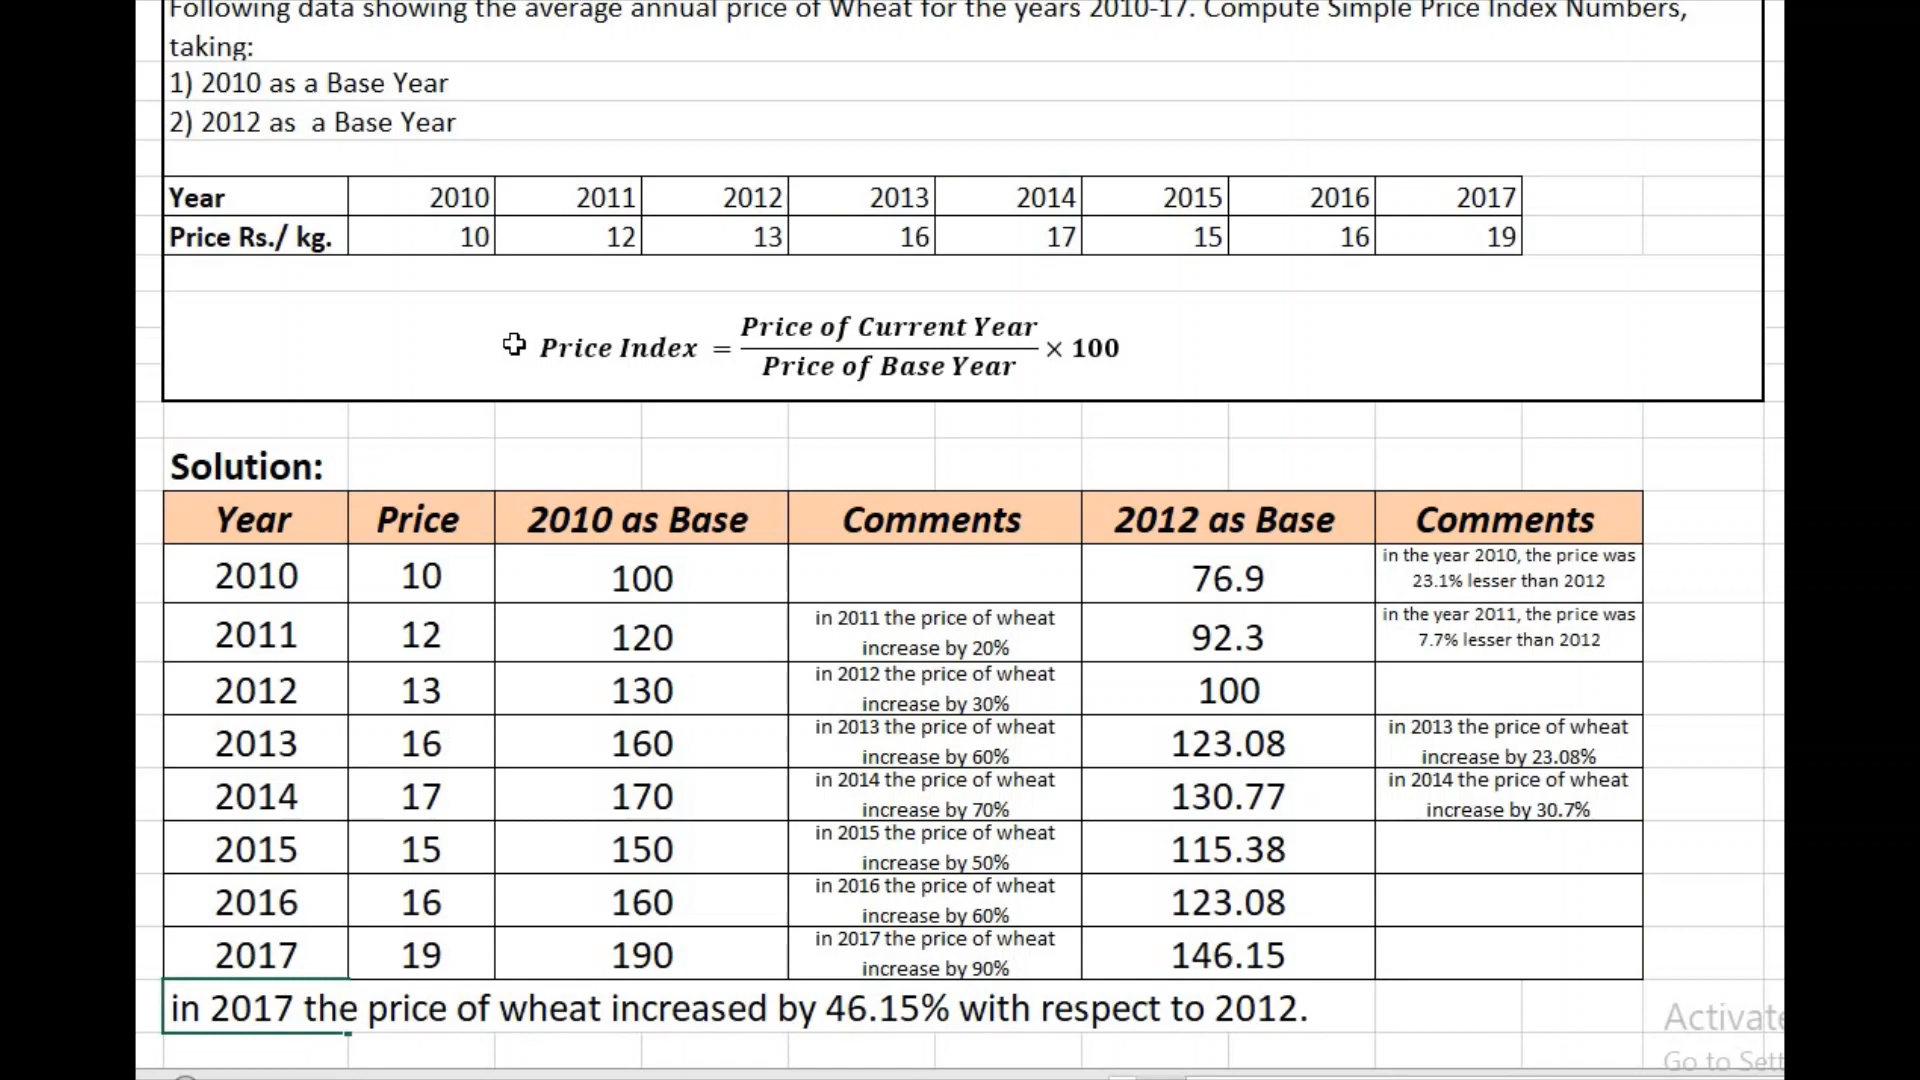 Following data showing the average annual price of Wheat for the years 2010-17. Compute Simple Price Index Numbers,
taking:
1) 2010 as a Base Year
2) 2012 as  a Base Year
Year 2010 2011 2012 2013 2014 2015 2016 2017
Price Rs./ kg. 10 12 13 16 17 15 16 19
Price Index = Price of Current Year / Price of Base Year × 100
Solution:
Year Price 2010 as Base Comments 2012 as Base Comments
2010 10 100 76.9 in the year 2010, the price was
23.1% lesser than 2012
2011 12 120 in 2011 the price of wheat
increase by 20%
92.3 in the year 2011, the price was
7.7% lesser than 2012
2012 13 130 in 2012 the price of wheat
increase by 30%
100
2013 16 160 in 2013 the price of wheat
increase by 60%
123.08 in 2013 the price of wheat
increase by 23.08%
2014 17 170 in 2014 the price of wheat
increase by 70%
130.77 in 2014 the price of wheat
increase by 30.7%
2015 15 150 in 2015 the price of wheat
increase by 50%
115.38
2016 16 160 in 2016 the price of wheat
increase by 60%
123.08
2017 19 190 in 2017 the price of wheat
increase by 90%
146.15
in 2017 the price of wheat increased by 46.15% with respect to 2012.
Activate
Go to Sett